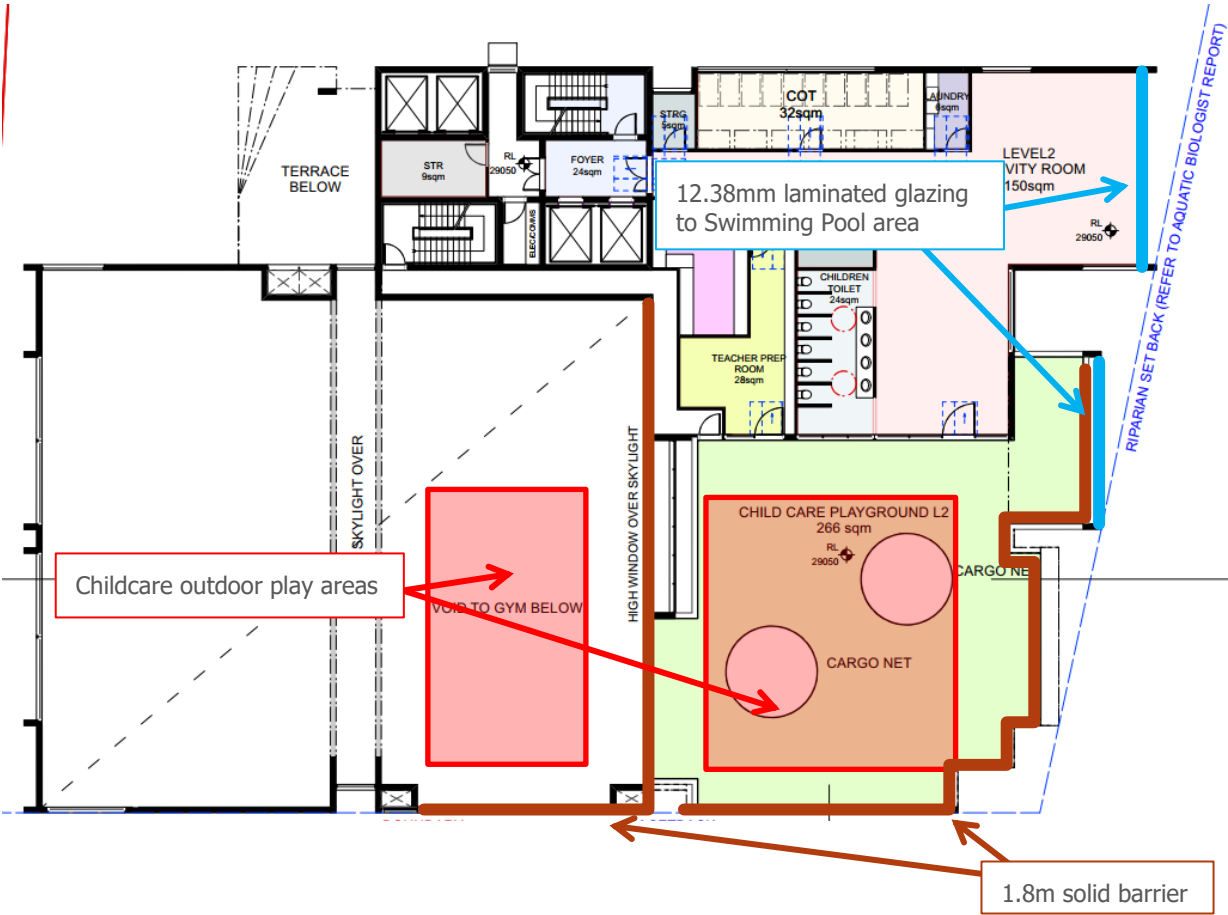 COT
32sqm
STRG
5sqm
AUNDRY
6sqm
TERRACE
BELOW
STR
9sqm
RL
29050
FOYER
24sqm
ELEC/COMMS
LEVEL2
VITY ROOM
150sqm
RL
29050
12.38mm laminated glazing
to Swimming Pool area
RIPARIAN SET BACK (REFER TO AQUATIC BIOLOGIST REPORT)
CHILDREN
TOILET
24sqm
TEACHER PREP
ROOM
28sqm
SKYLIGHT OVER
HIGH WINDOW OVER SKYLIGHT
CHILD CARE PLAYGROUND L2
266 sqm
RL
29050
CARGO NE
Childcare outdoor play areas
VOID TO GYM BELOW
CARGO NET
1.8m solid barrier